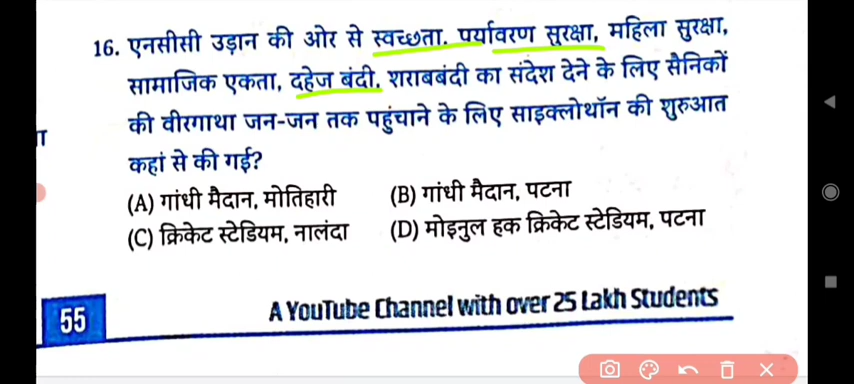 16. एनसीसी उड़ान की ओर से स्वच्छता. पर्यावरण सुरक्षा, महिला सुरक्षा,
सामाजिक एकता, दहेज बंदी, शराबबंदी का संदेश देने के लिए सैनिकों
की वीरगाथा जन-जन तक पहुंचाने के लिए साइक्लोथॉन की शुरुआत
कहां से की गई?
(A) गांधी मैदान, मोतिहारी (B) गांधी मैदान, पटना
(C) क्रिकेट स्टेडियम, नालंदा (D) मोइनुल हक क्रिकेट स्टेडियम, पटना
55 A YouTube Channel with over 25 Lakh Students